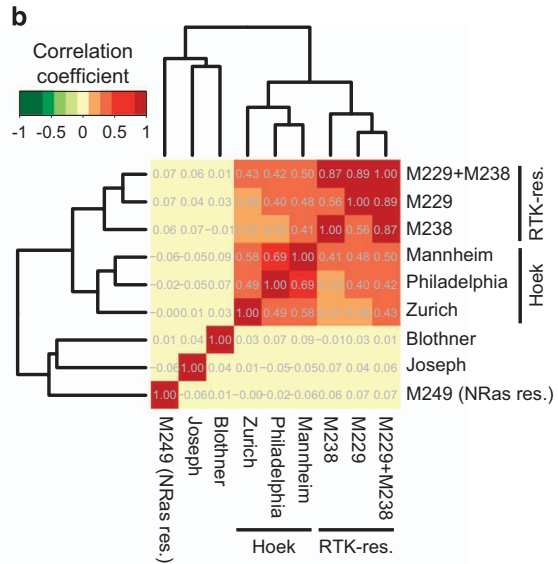 b
Correlation
coefficient
-1 -0.5 0 0.5 1
0.07 0.06 0.01 0.43 0.42 0.50 0.87 0.89 1.00 M229+M238
0.07 0.04 0.03 0.40 0.48 0.56 1.00 0.89 M229
0.06 0.07 -0.01 0.41 1.00 0.56 0.87 M238
-0.06 -0.05 0.09 0.58 0.69 1.00 0.41 0.48 0.50 Mannheim
-0.02 -0.05 0.07 0.49 1.00 0.69 0.40 0.42 Philadelphia
-0.00 0.01 0.03 1.00 0.49 0.58 0.43 Zurich
0.01 0.04 1.00 0.03 0.07 0.09 -0.01 0.03 0.01 Blothner
-0.06 1.00 0.04 0.01 -0.05 -0.05 0.07 0.04 0.06 Joseph
1.00 -0.06 0.01 -0.00 -0.02 -0.06 0.06 0.07 0.07 M249 (NRas res.)
RTK-res.
Hoek
M249 (NRas res.)
Joseph
Blothner
Zurich
Philadelphia
Mannheim
M238
M229
M229+M238
Hoek RTK-res.